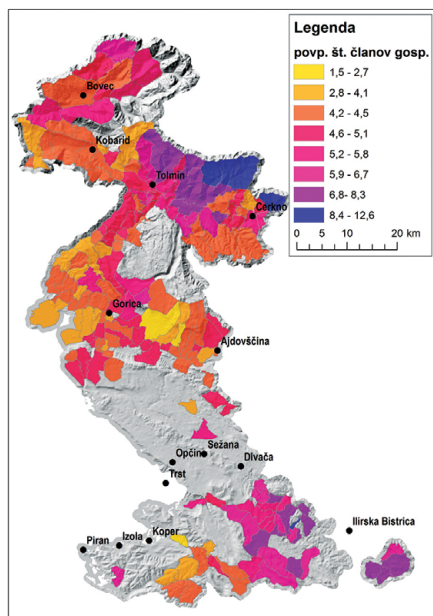 Legenda
povp. št. članov gosp.
1,5 - 2,7
2,8 - 4,1
4,2 - 4,5
4,6 - 5,1
5,2 - 5,8
5,9 - 6,7
6,8- 8,3
8,4 - 12,6
0 10 20 km
Bovec
Kobarid
Tolmin
Cerkno
Gorica
Ajdovščina
Sežana
Opčine
Divača
Trst
Ilirska Bistrica
Koper
Izola
Piran